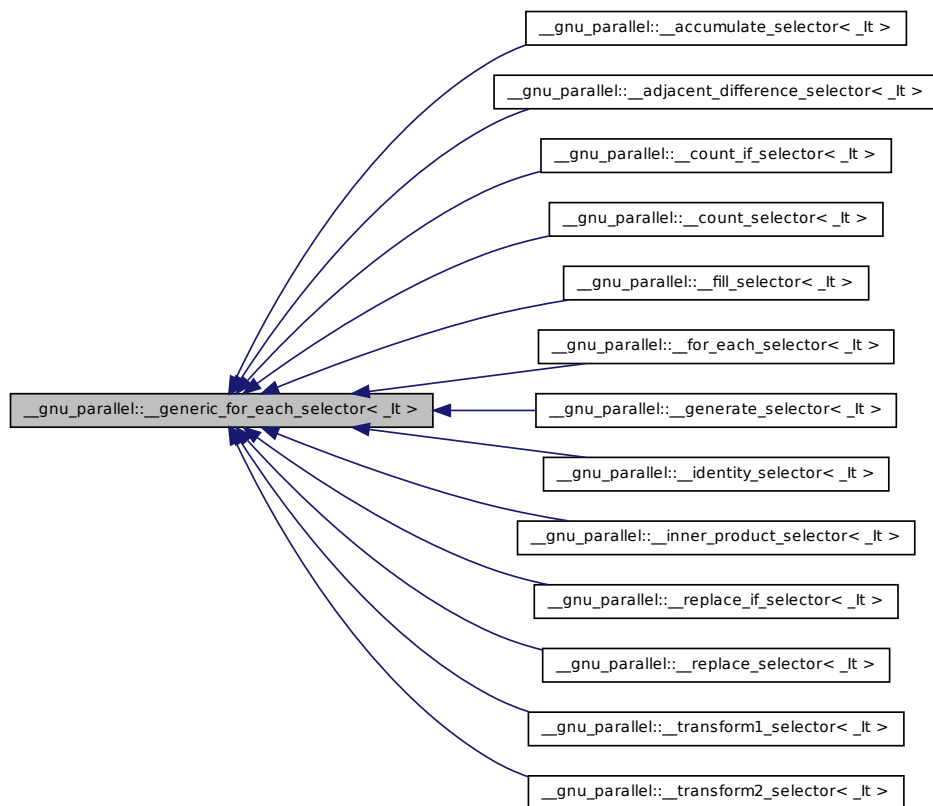 __gnu_parallel::__accumulate_selector< _It >
__gnu_parallel::__adjacent_difference_selector< _It >
__gnu_parallel::__count_if_selector< _It >
__gnu_parallel::__count_selector< _It >
__gnu_parallel::__fill_selector< _It >
__gnu_parallel::__for_each_selector< _It >
__gnu_parallel::__generic_for_each_selector< _It >
__gnu_parallel::__generate_selector< _It >
__gnu_parallel::__identity_selector< _It >
__gnu_parallel::__inner_product_selector< _It >
__gnu_parallel::__replace_if_selector< _It >
__gnu_parallel::__replace_selector< _It >
__gnu_parallel::__transform1_selector< _It >
__gnu_parallel::__transform2_selector< _It >